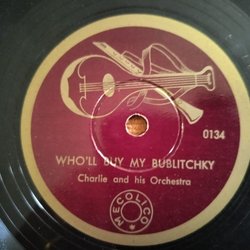 0134
WHO'LL BUY MY BUBLITCHKY
Charlie and his Orchestra
MECOLICO